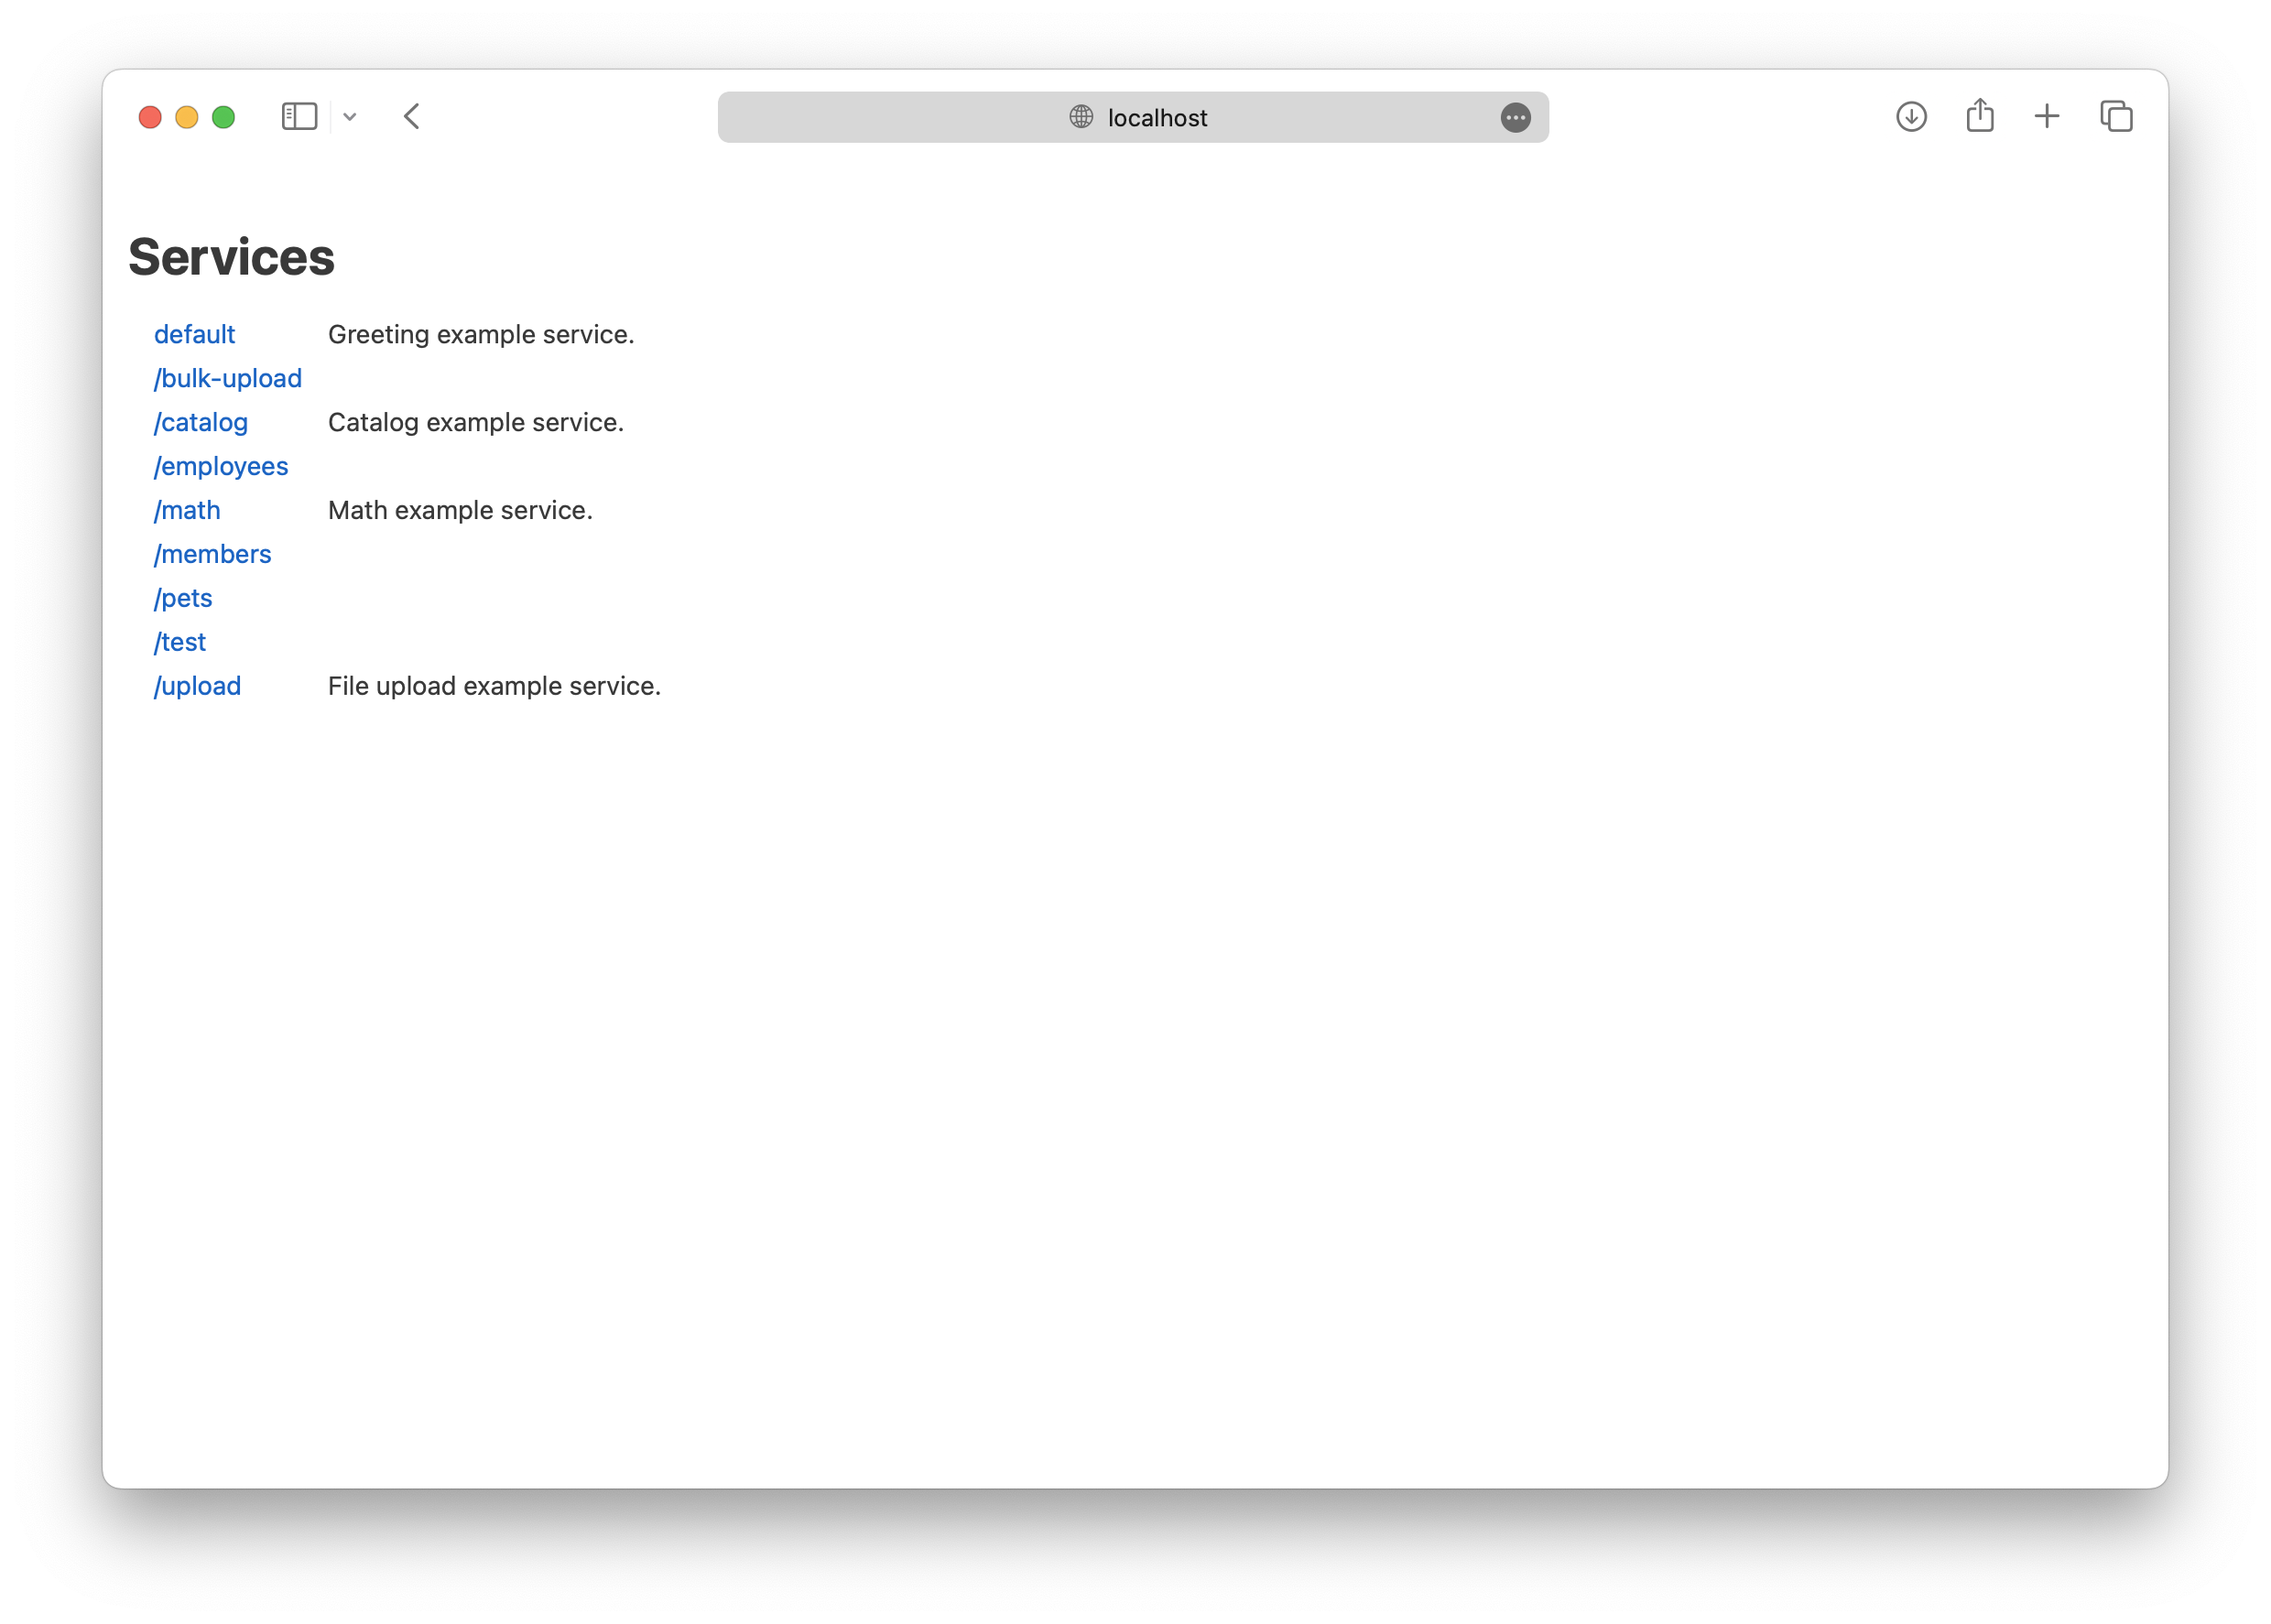 localhost
Services
default Greeting example service.
/bulk-upload
/catalog Catalog example service.
/employees
/math Math example service.
/members
/pets
/test
/upload File upload example service.